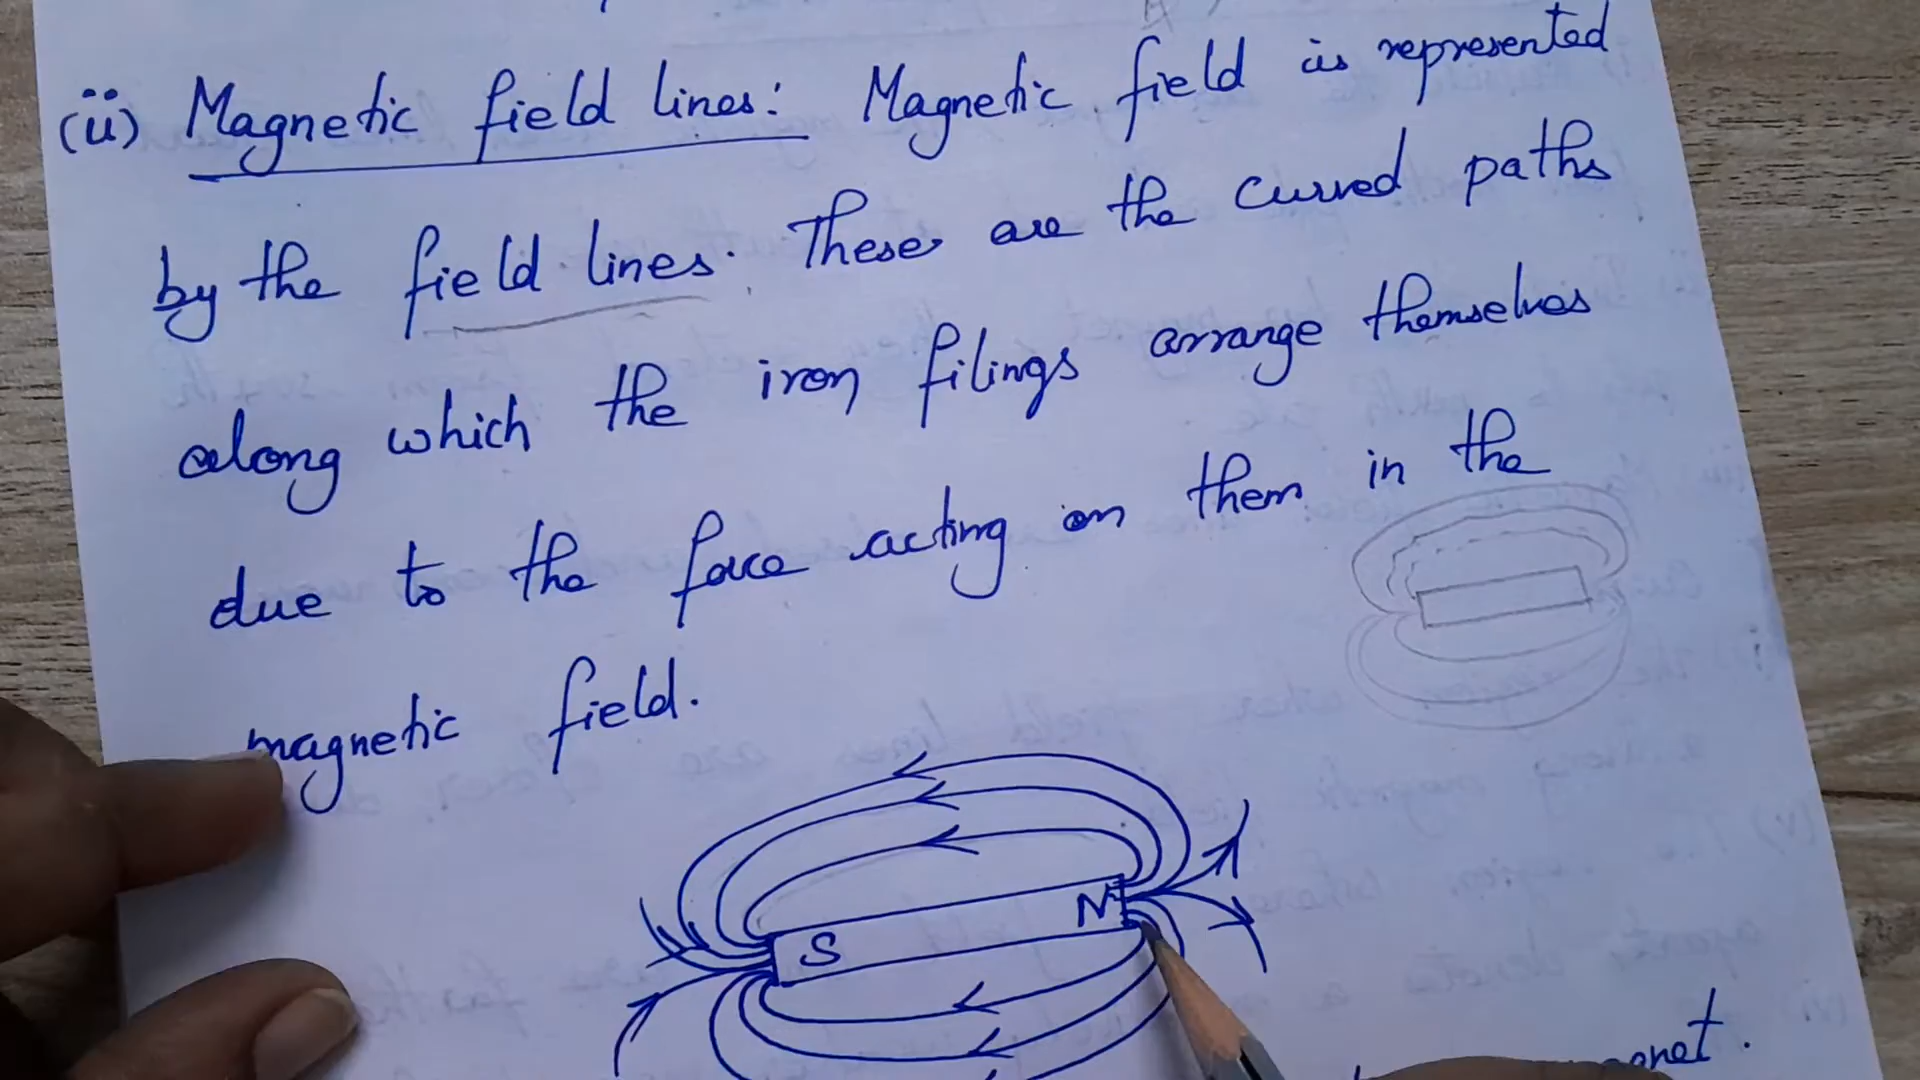 (ii) Magnetic field lines: Magnetic field is represented
by the field lines. These are the curved paths
along which the iron filings arrange themselves
due to the force acting on them in the
magnetic field.
N
S